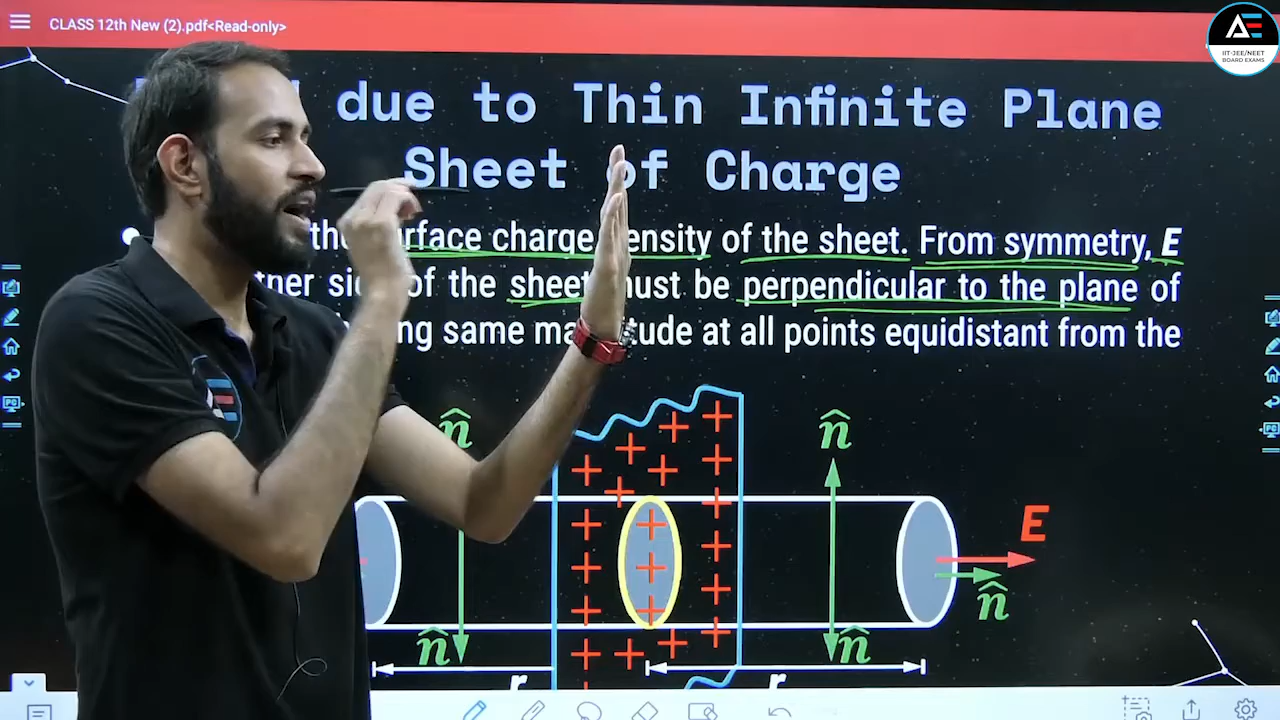 CLASS 12th New (2).pdf<Read-only>
AE
IIT-JEE/NEET
BOARD EXAMS
due to Thin Infinite Plane
Sheet of Charge
the surface charge density of the sheet. From symmetry, E
side of the sheet must be perpendicular to the plane of
same magnitude at all points equidistant from the
n̂
n̂
E
n̂
n̂
n̂
r
r